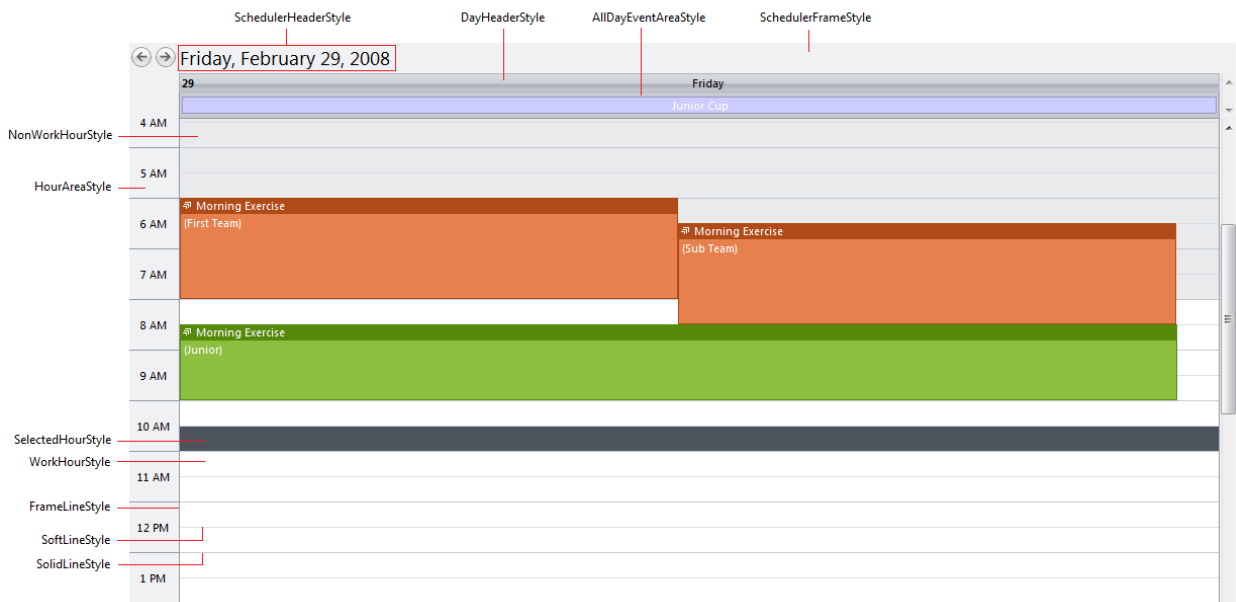 SchedulerHeaderStyle DayHeaderStyle AllDayEventAreaStyle SchedulerFrameStyle
Friday, February 29, 2008
29 Friday
Junior Cup
4 AM
NonWorkHourStyle
5 AM
HourAreaStyle
Morning Exercise
6 AM (First Team)
Morning Exercise
(Sub Team)
7 AM
8 AM
Morning Exercise
(Junior)
9 AM
10 AM
SelectedHourStyle
WorkHourStyle
11 AM
FrameLineStyle
12 PM
SoftLineStyle
SolidLineStyle
1 PM